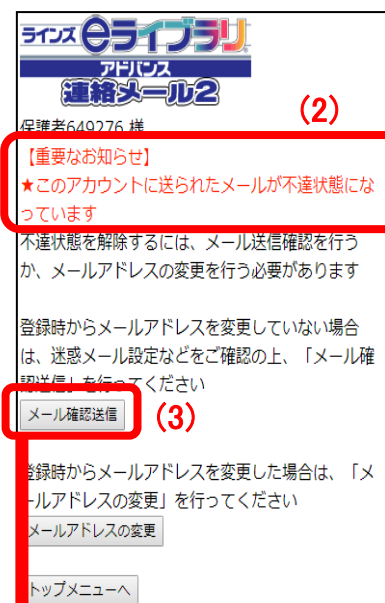 ラインズ eライブラリ
アドバンス
連絡メール2
(2)
保護者649276 様
【重要なお知らせ】
★このアカウントに送られたメールが不達状態にな
っています
不達状態を解除するには、メール送信確認を行う
か、メールアドレスの変更を行う必要があります
登録時からメールアドレスを変更していない場合
は、迷惑メール設定などをご確認の上、「メール確
認送信」を行ってください
メール確認送信
(3)
登録時からメールアドレスを変更した場合は、「メ
ールアドレスの変更」を行ってください
メールアドレスの変更
トップメニューへ